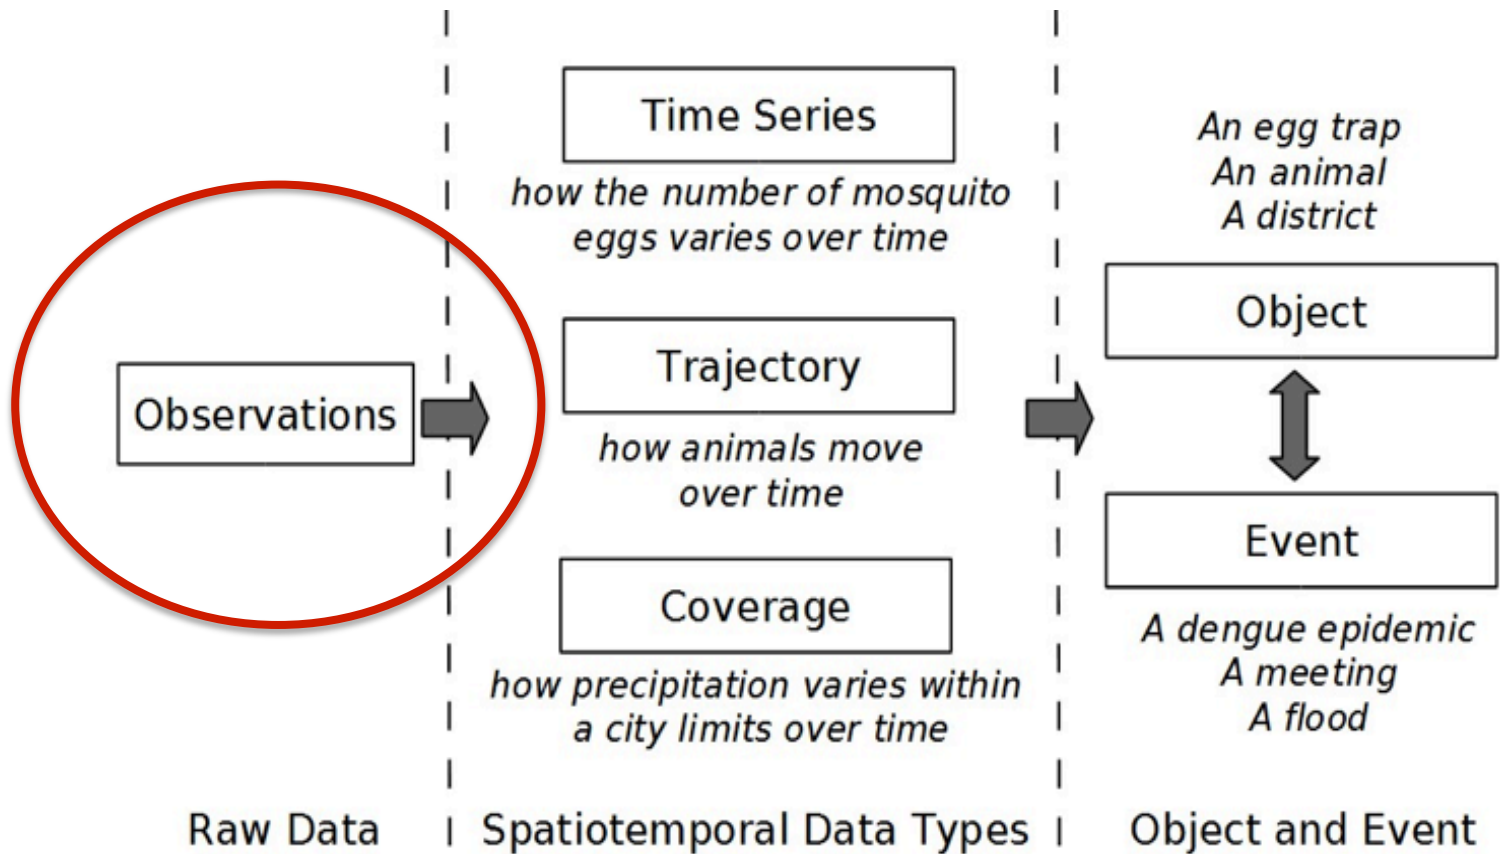 Observations
Raw Data
Time Series
how the number of mosquito
eggs varies over time
Trajectory
how animals move
over time
Coverage
how precipitation varies within
a city limits over time
Spatiotemporal Data Types
An egg trap
An animal
A district
Object
Event
A dengue epidemic
A meeting
A flood
Object and Event